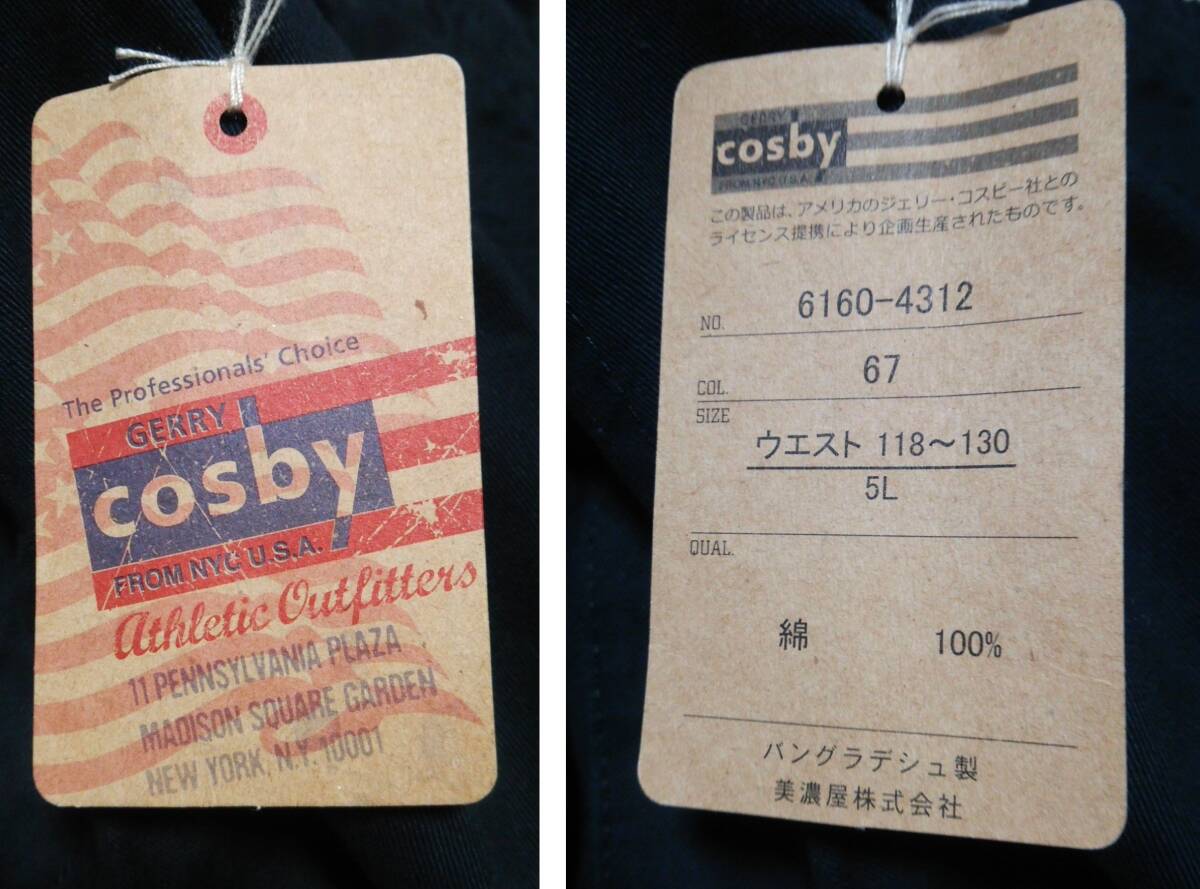 The Professionals' Choice
GERRY
cosby
FROM NYC U.S.A.
Athletic Outfitters
11 PENNSYLVANIA PLAZA
MADISON SQUARE GARDEN
NEW YORK, N.Y. 10001
GERRY
cosby
FROM NYC U.S.A.
この製品は、アメリカのジェリー・コスビー社との
ライセンス提携により企画生産されたものです。
NO. 6160-4312
COL. 67
SIZE
ウエスト 118～130
5L
QUAL.
綿 100%
バングラデシュ製
美濃屋株式会社